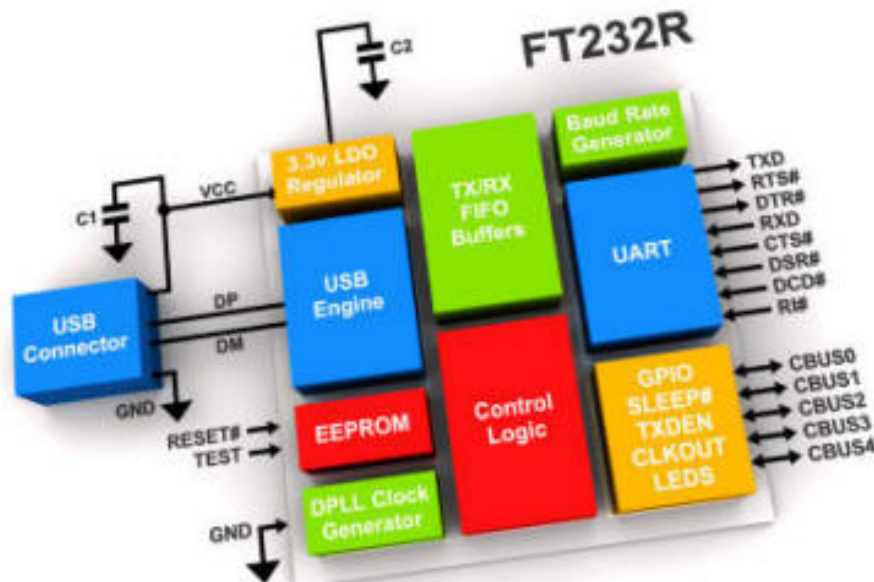 FT232R
C2
3.3v LDO
Regulator
TX/RX
FIFO
Buffers
Baud Rate
Generator
VCC
C1
USB
Connector
DP
DM
GND
USB
Engine
UART
TXD
RTS#
DTR#
RXD
CTS#
DSR#
DCD#
RI#
RESET#
TEST
EEPROM
Control
Logic
GPIO
SLEEP#
TXDEN
CLKOUT
LEDS
CBUS0
CBUS1
CBUS2
CBUS3
CBUS4
GND
DPLL Clock
Generator